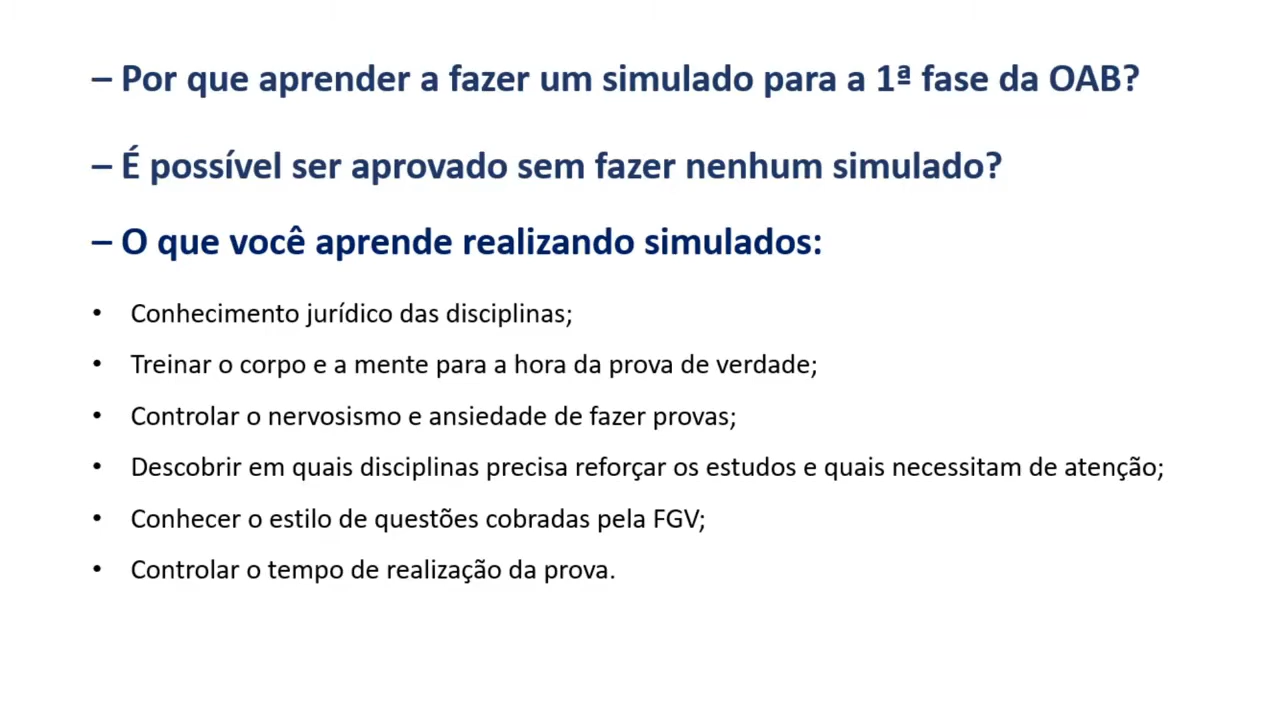 – Por que aprender a fazer um simulado para a 1ª fase da OAB?
– É possível ser aprovado sem fazer nenhum simulado?
– O que você aprende realizando simulados:
• Conhecimento jurídico das disciplinas;
• Treinar o corpo e a mente para a hora da prova de verdade;
• Controlar o nervosismo e ansiedade de fazer provas;
• Descobrir em quais disciplinas precisa reforçar os estudos e quais necessitam de atenção;
• Conhecer o estilo de questões cobradas pela FGV;
• Controlar o tempo de realização da prova.